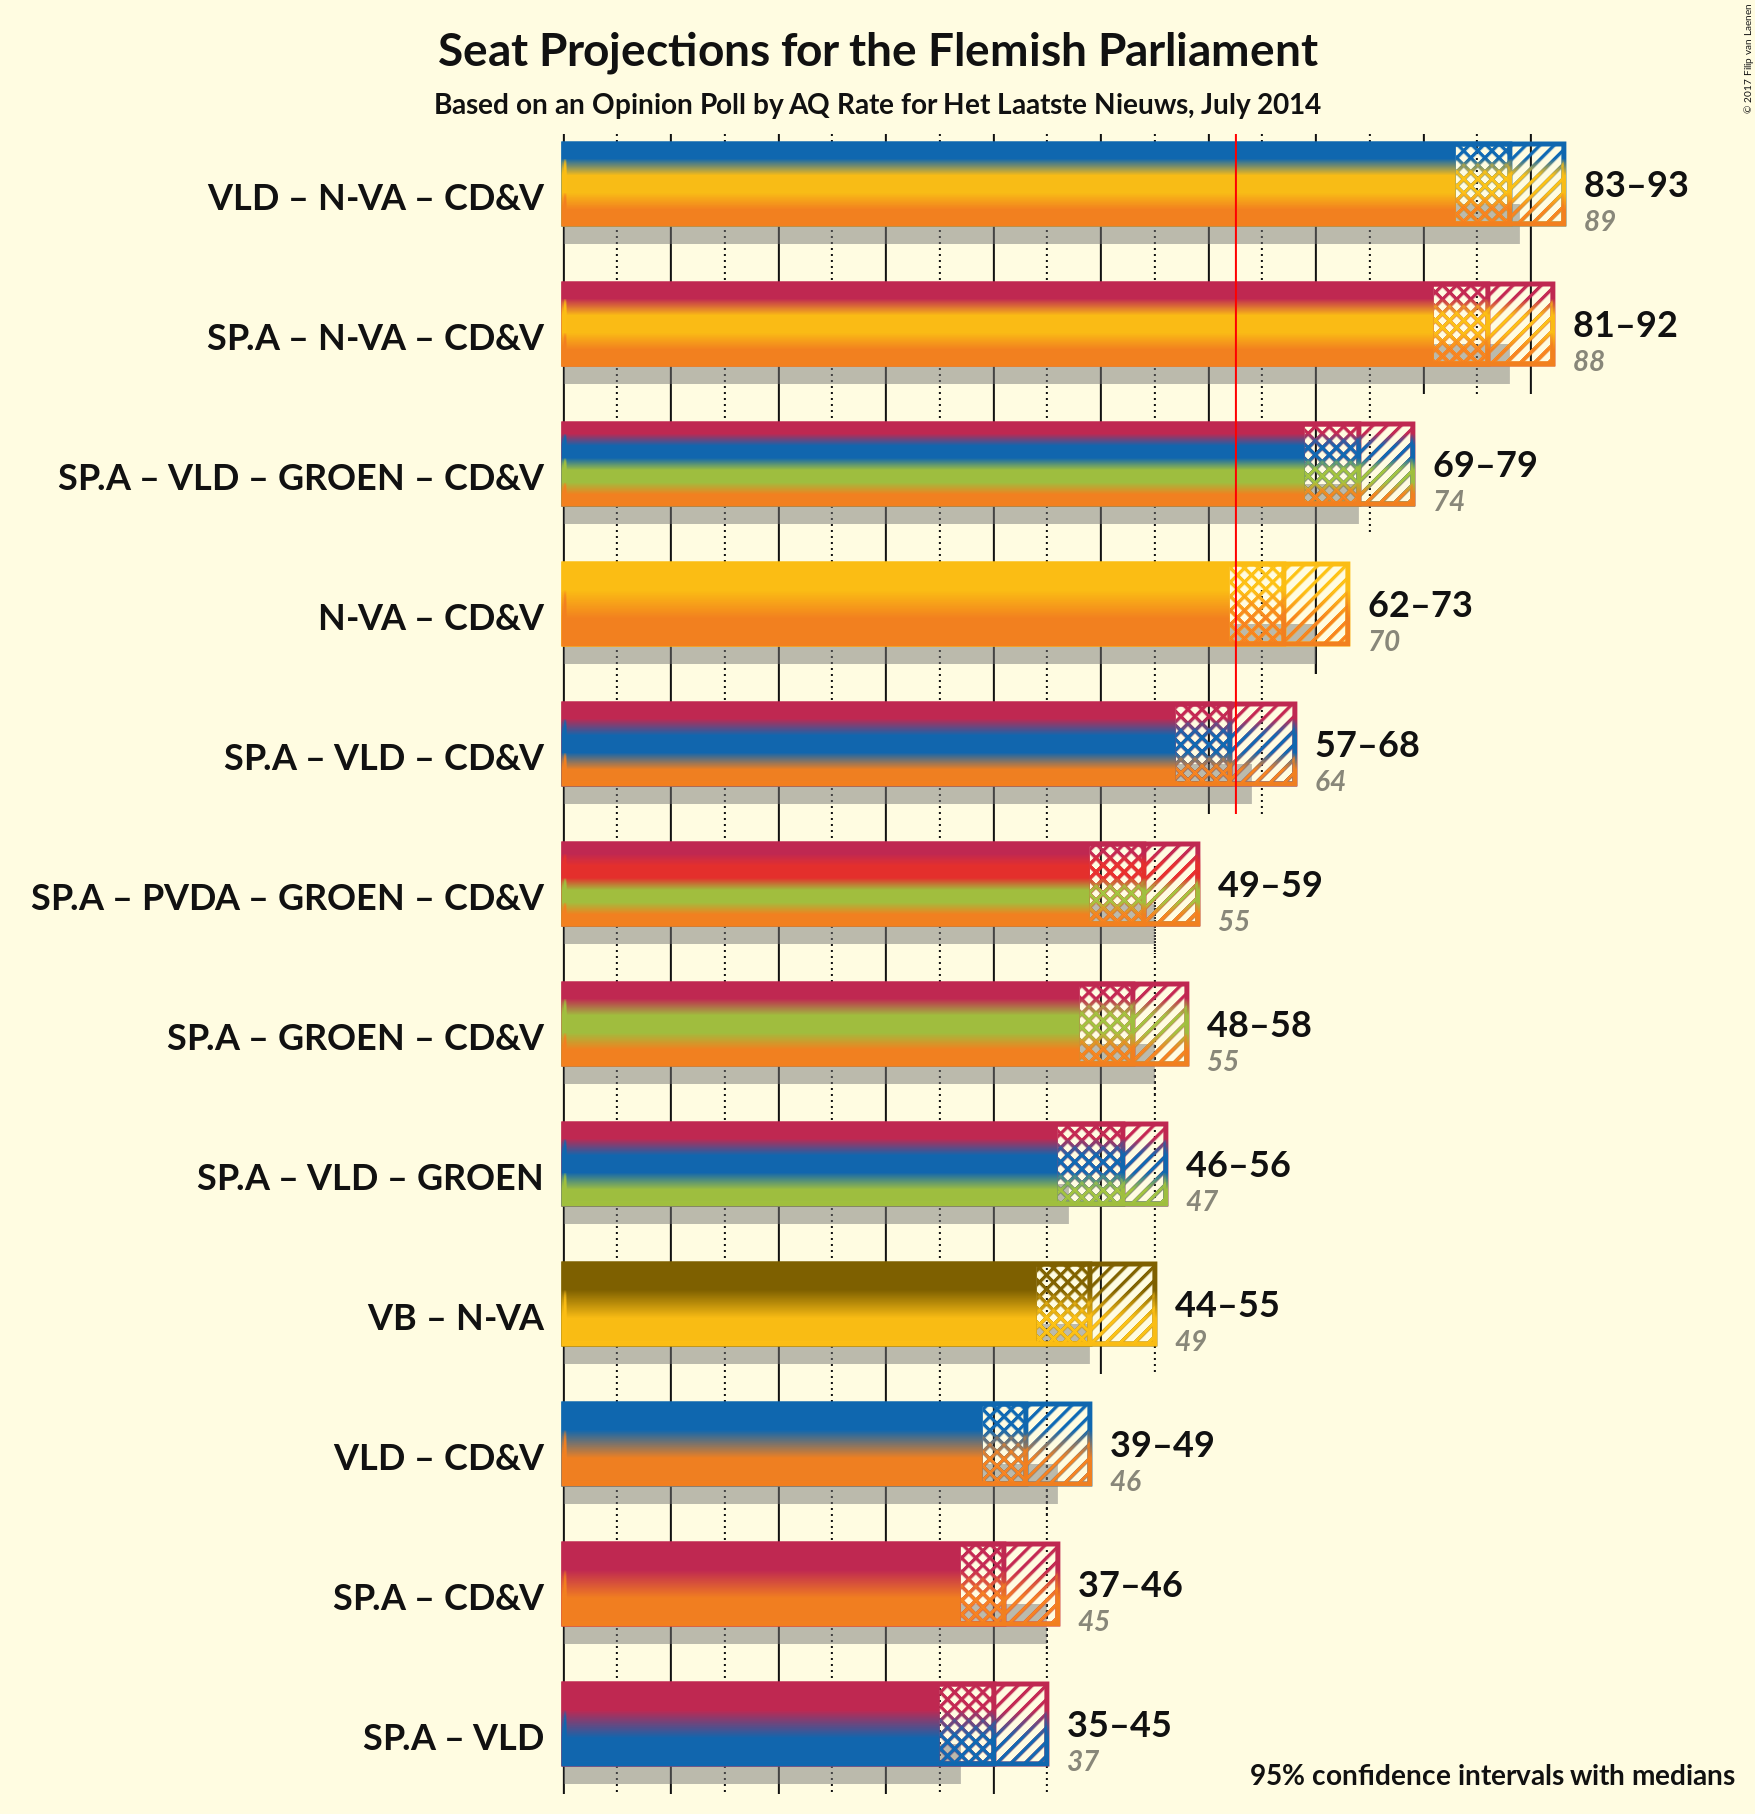 © 2017 Filip van Laenen
Seat Projections for the Flemish Parliament
Based on an Opinion Poll by AQ Rate for Het Laatste Nieuws, July 2014
VLD – N-VA – CD&V
83–93
89
SP.A – N-VA – CD&V
81–92
88
SP.A – VLD – GROEN – CD&V
69–79
74
N-VA – CD&V
62–73
70
SP.A – VLD – CD&V
57–68
64
SP.A – PVDA – GROEN – CD&V
49–59
55
SP.A – GROEN – CD&V
48–58
55
SP.A – VLD – GROEN
46–56
47
VB – N-VA
44–55
49
VLD – CD&V
39–49
46
SP.A – CD&V
37–46
45
SP.A – VLD
35–45
37
95% confidence intervals with medians